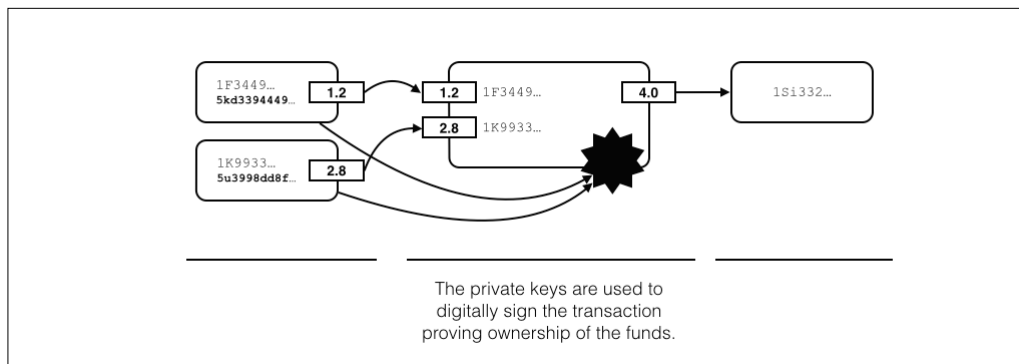 1F3449…
5kd3394449…
1.2
1.2
1F3449…
4.0
1Si332…
2.8
1K9933…
1K9933…
5u3998dd8f…
2.8
The private keys are used to
digitally sign the transaction
proving ownership of the funds.